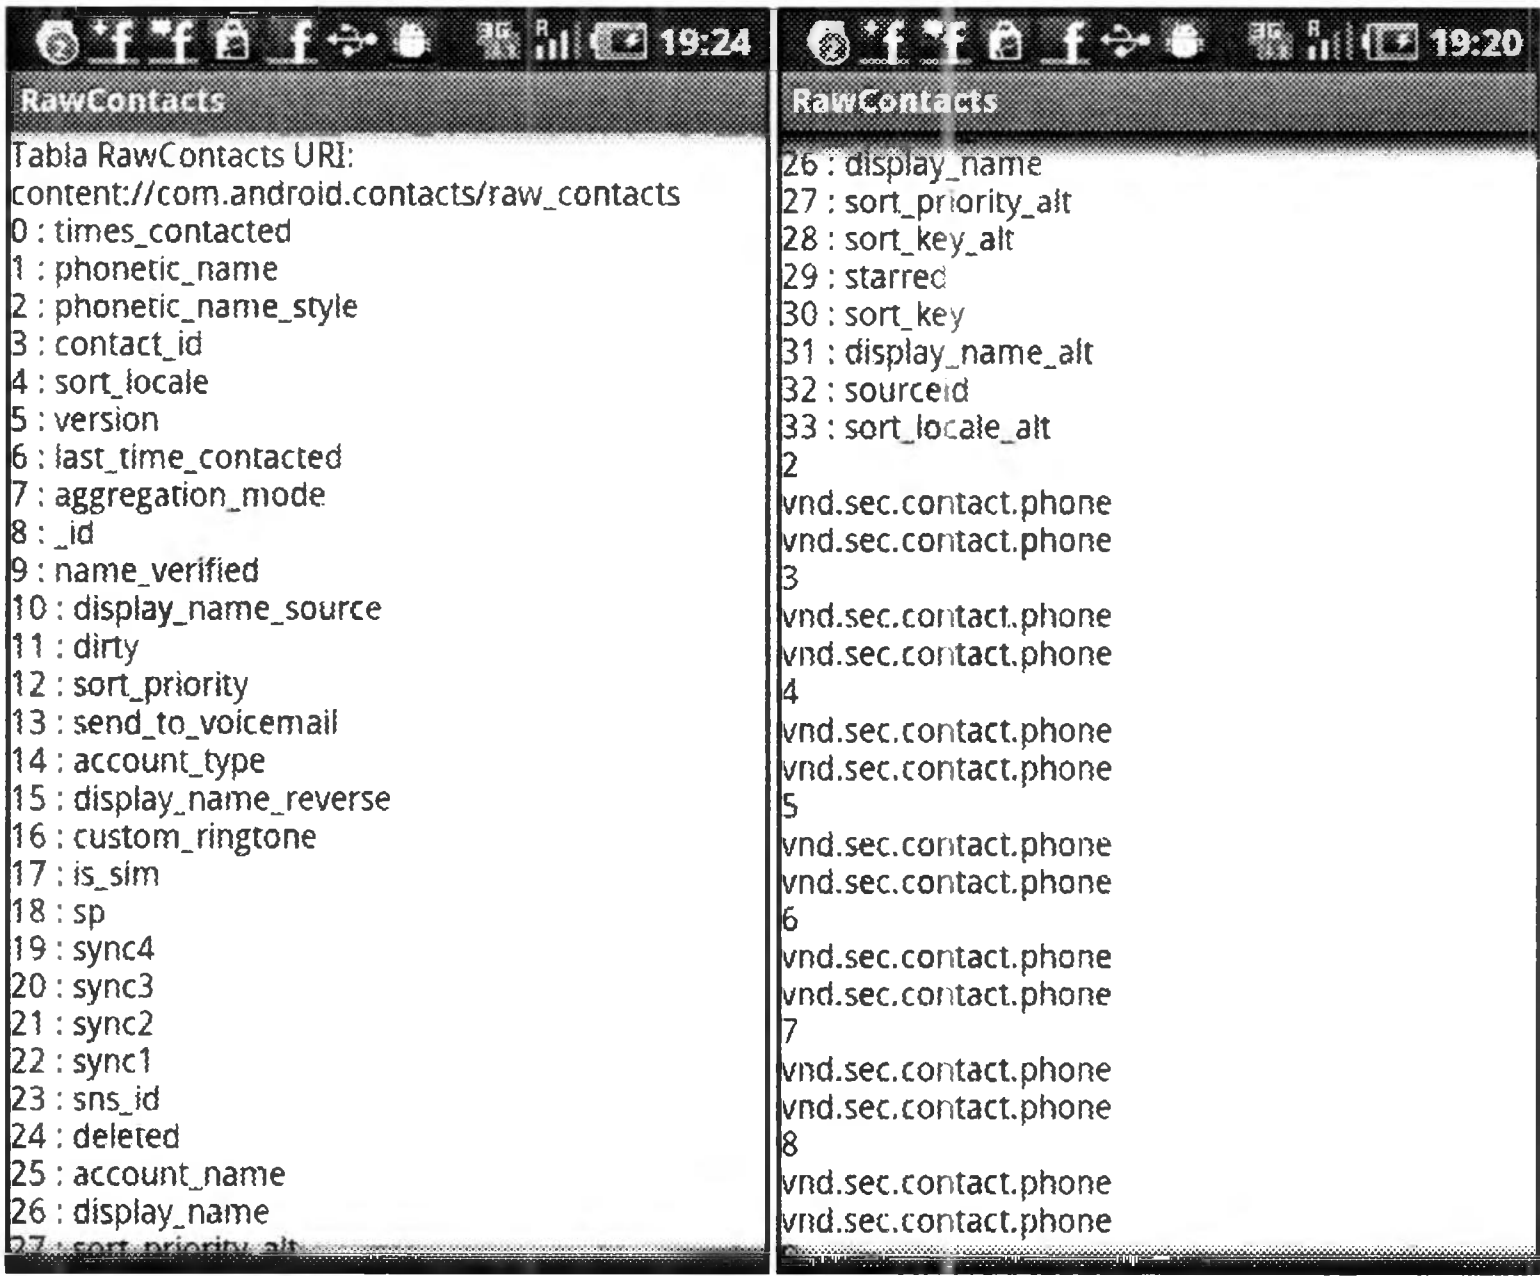 19:24
RawContacts
Tabla RawContacts URI:
content://com.android.contacts/raw_contacts
0 : times_contacted
1 : phonetic_name
2 : phonetic_name_style
3 : contact_id
4 : sort_locale
5 : version
6 : last_time_contacted
7 : aggregation_mode
8 : _id
9 : name_verified
10 : display_name_source
11 : dirty
12 : sort_priority
13 : send_to_voicemail
14 : account_type
15 : display_name_reverse
16 : custom_ringtone
17 : is_sim
18 : sp
19 : sync4
20 : sync3
21 : sync2
22 : sync1
23 : sns_id
24 : deleted
25 : account_name
26 : display_name
27 : sort_priority_alt
19:20
RawContacts
26 : display_name
27 : sort_priority_alt
28 : sort_key_alt
29 : starred
30 : sort_key
31 : display_name_alt
32 : sourceid
33 : sort_locale_alt
2
vnd.sec.contact.phone
vnd.sec.contact.phone
3
vnd.sec.contact.phone
vnd.sec.contact.phone
4
vnd.sec.contact.phone
vnd.sec.contact.phone
5
vnd.sec.contact.phone
vnd.sec.contact.phone
6
vnd.sec.contact.phone
vnd.sec.contact.phone
7
vnd.sec.contact.phone
vnd.sec.contact.phone
8
vnd.sec.contact.phone
vnd.sec.contact.phone